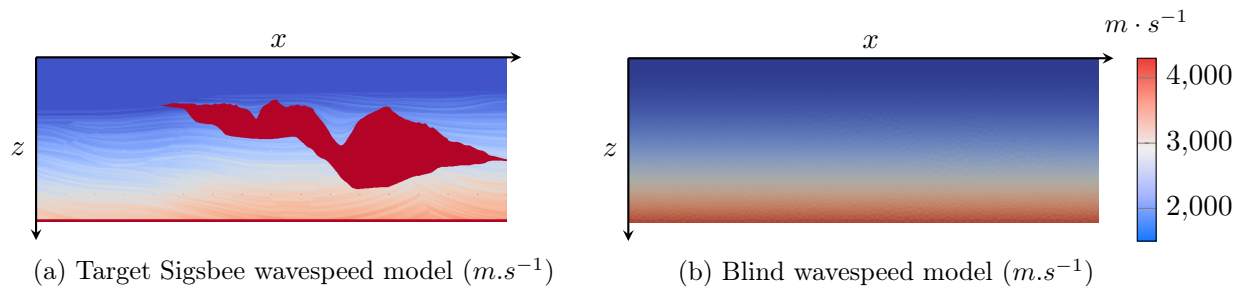 x
z
(a) Target Sigsbee wavespeed model (m.s⁻¹)
x
z
(b) Blind wavespeed model (m.s⁻¹)
m · s⁻¹
4,000
3,000
2,000